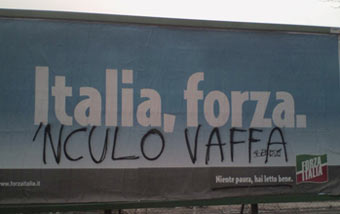 Italia, forza.
'NCULO VAFFA
www.forzaitalia.it
Niente paura, hai letto bene.
FORZA
ITALIA